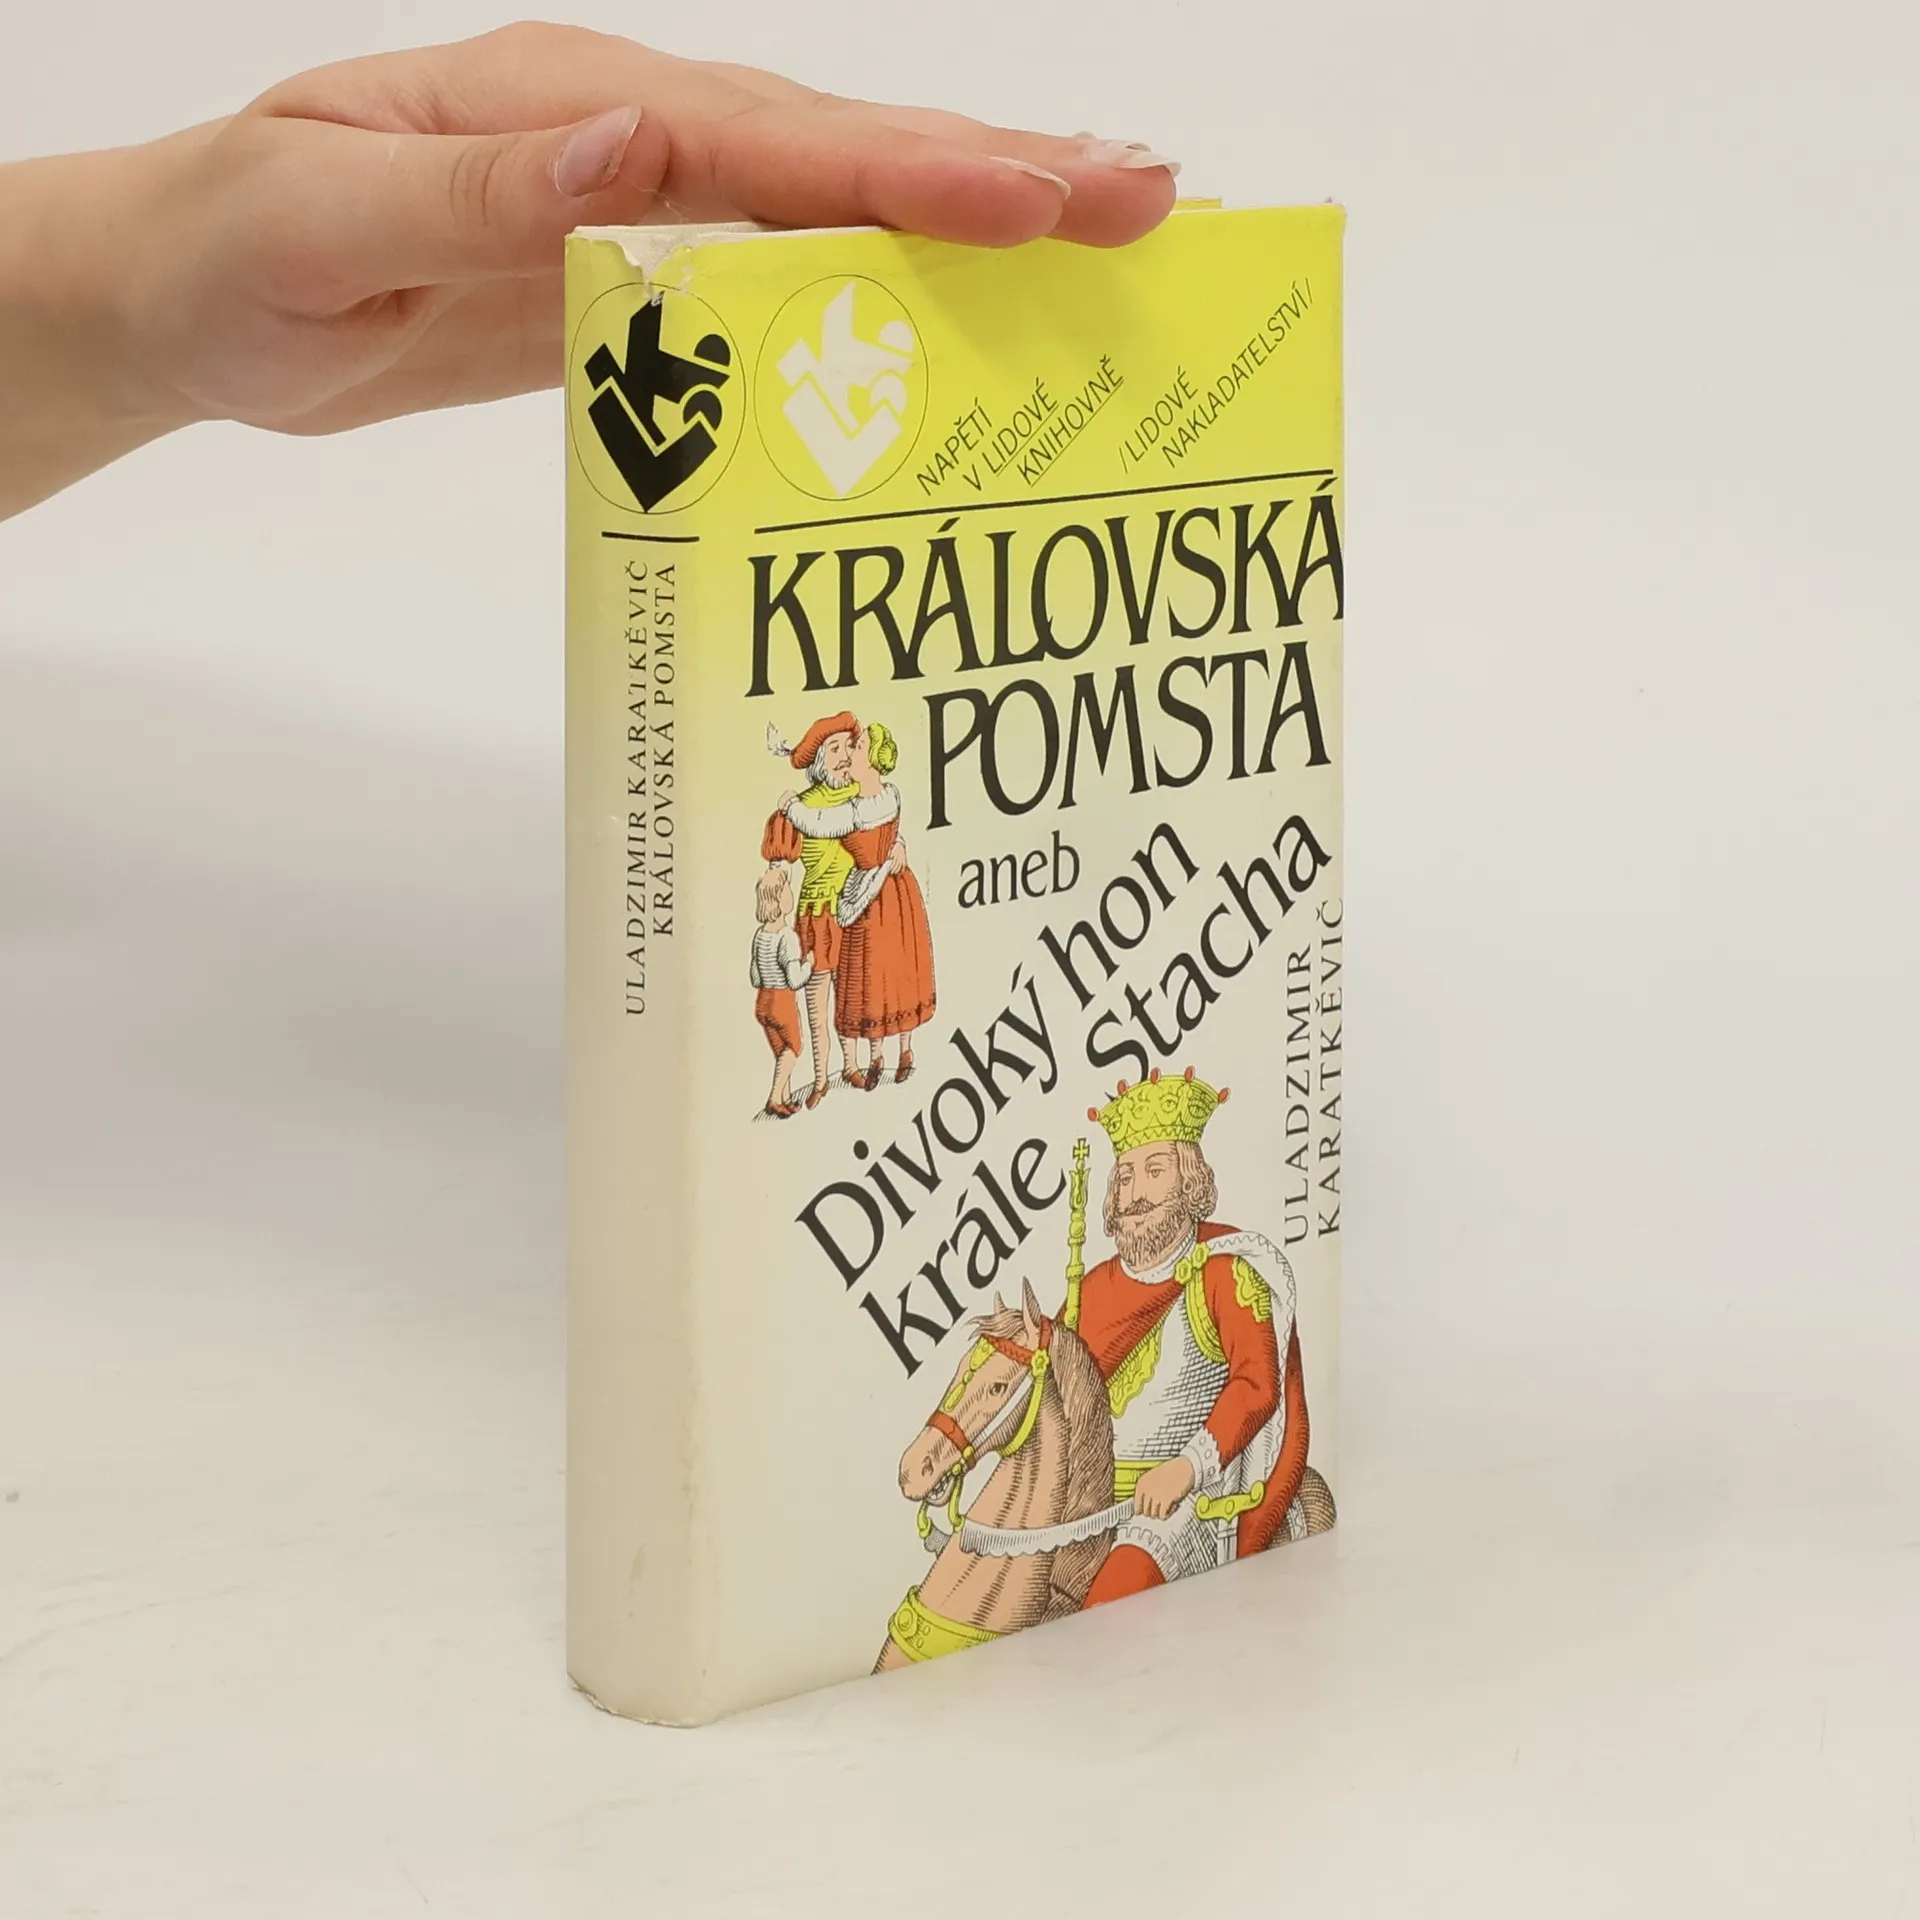 ULADZIMIR KARATKĚVIČ
KRÁLOVSKÁ POMSTA
NAPĚTÍ
V LIDOVÉ
KNIHOVNĚ
/LIDOVÉ
NAKLADATELSTVÍ/
KRÁLOVSKÁ
POMSTA
aneb
Divoký hon
krále Stacha
ULADZIMIR
KARATKĚVIČ